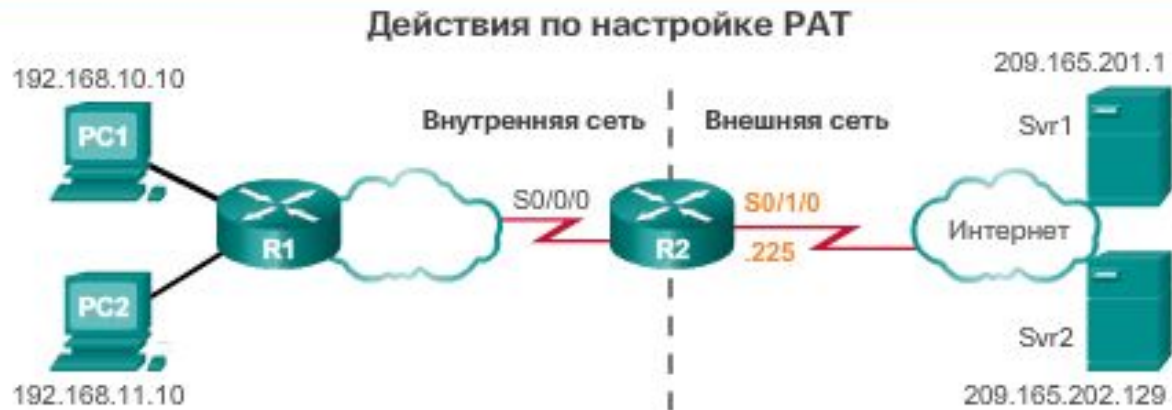 Действия по настройке PAT
192.168.10.10
209.165.201.1
PC1
Внутренняя сеть
Внешняя сеть
Svr1
S0/0/0
S0/1/0
R1
R2
.225
Интернет
PC2
Svr2
192.168.11.10
209.165.202.129